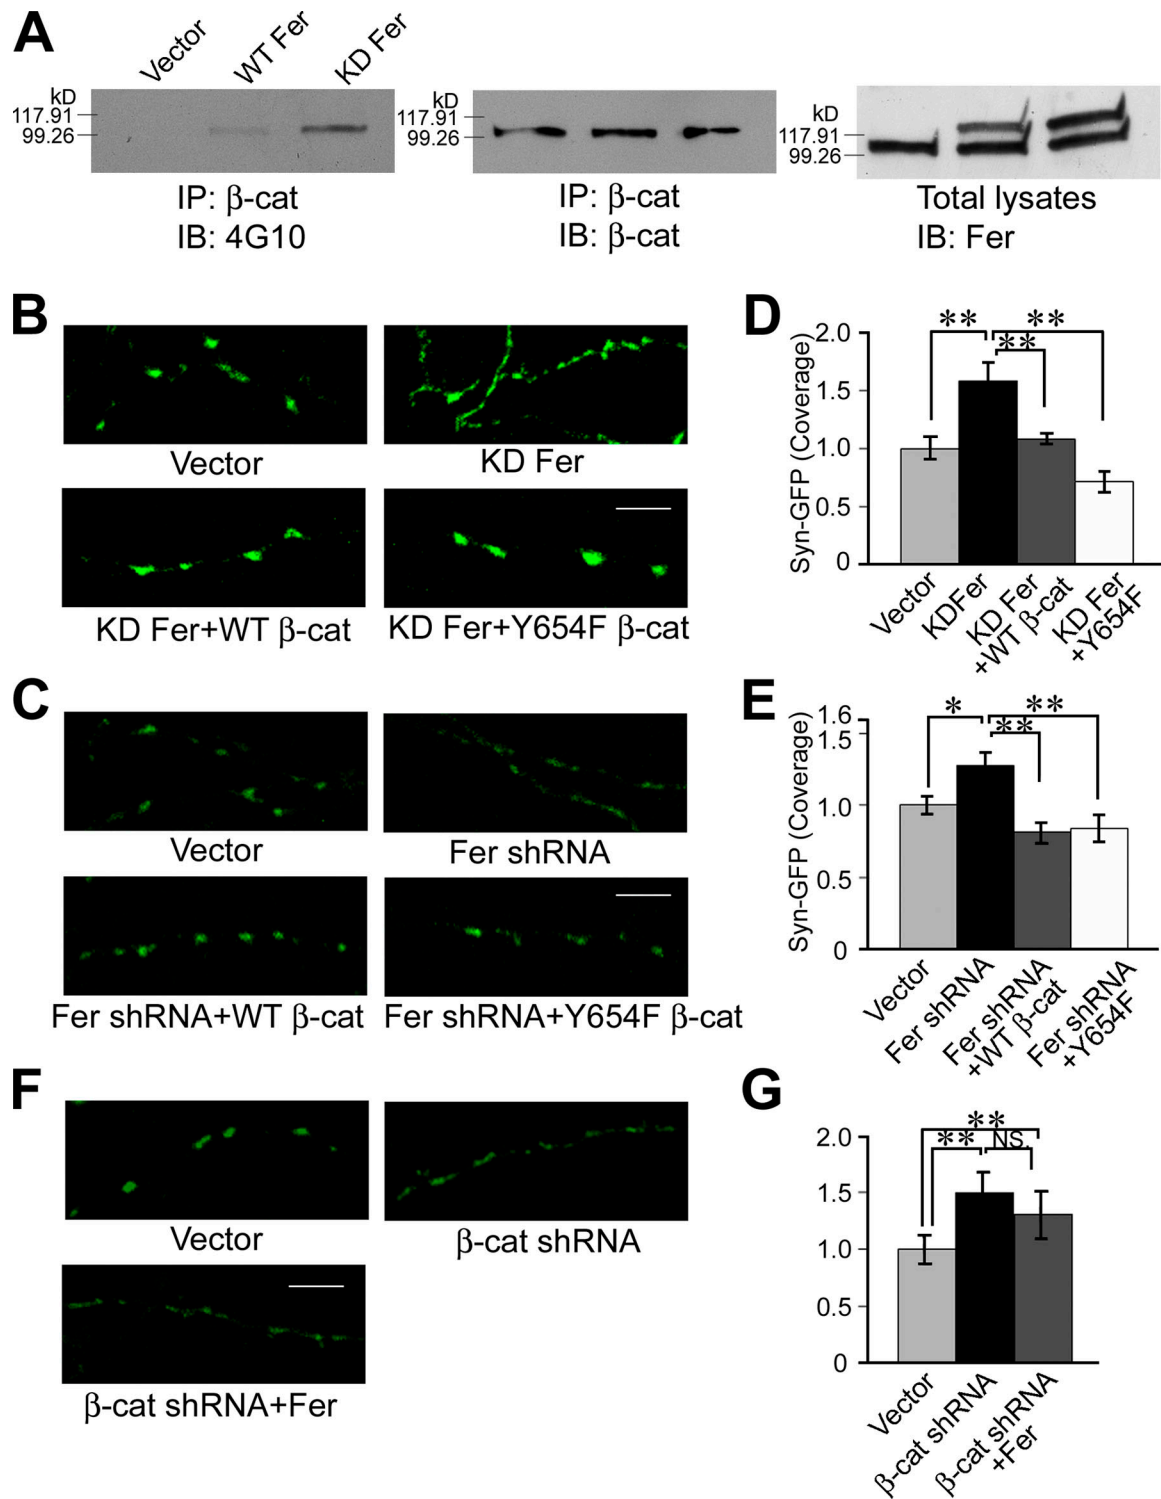 A
Vector
WT Fer
KD Fer
kD
117.91
99.26
IP: β-cat
IB: 4G10
kD
117.91
99.26
IP: β-cat
IB: β-cat
kD
117.91
99.26
Total lysates
IB: Fer
B
Vector
KD Fer
KD Fer+WT β-cat
KD Fer+Y654F β-cat
D
Syn-GFP (Coverage)
2.0
1.5
1.0
0.5
0
** **
**
Vector
KDFer
KD Fer
+WT β-cat
KD Fer
+Y654F
C
Vector
Fer shRNA
Fer shRNA+WT β-cat
Fer shRNA+Y654F β-cat
E
Syn-GFP (Coverage)
1.6
1.5
1.0
0.5
0
* **
**
Vector
Fer shRNA
Fer shRNA
+WT β-cat
Fer shRNA
+Y654F
F
Vector
β-cat shRNA
β-cat shRNA+Fer
G
2.0
1.5
1.0
0.5
0
**
** NS.
Vector
β-cat shRNA
β-cat shRNA
+Fer